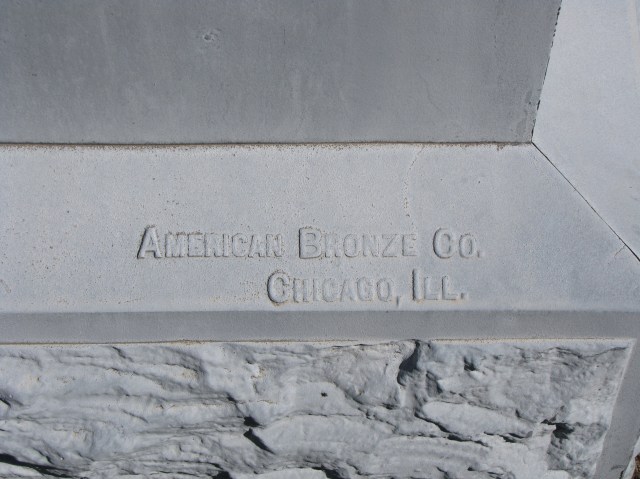 AMERICAN BRONZE CO.
CHICAGO, ILL.